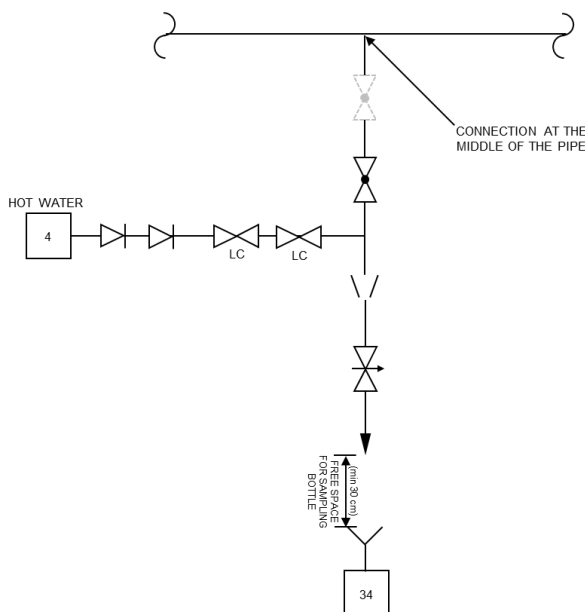 CONNECTION AT THE
MIDDLE OF THE PIPE
HOT WATER
4
LC
LC
(min 30 cm)
FREE SPACE
FOR SAMPLING
BOTTLE
34